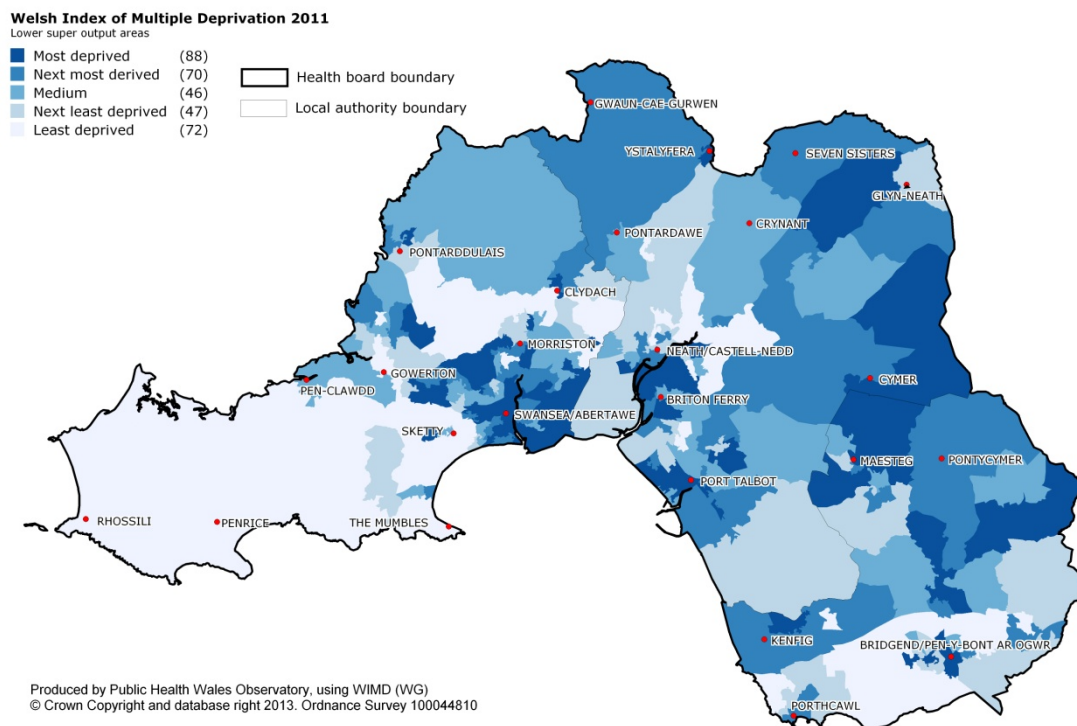 Welsh Index of Multiple Deprivation 2011
Lower super output areas
Most deprived (88)
Next most derived (70)
Medium (46)
Next least deprived (47)
Least deprived (72)
Health board boundary
Local authority boundary
GWAUN-CAE-GURWEN
YSTALYFERA
SEVEN SISTERS
GLYN-NEATH
CRYNANT
PONTARDAWE
PONTARDDULAIS
CLYDACH
MORRISTON
NEATH/CASTELL-NEDD
GOWERTON
CYMER
PEN-CLAWDD
BRITON FERRY
SWANSEA/ABERTAWE
SKETTY
MAESTEG
PONTYCYMER
PORT TALBOT
RHOSSILI
PENRICE
THE MUMBLES
KENFIG
BRIDGEND/PEN-Y-BONT AR OGWR
PORTHCAWL
Produced by Public Health Wales Observatory, using WIMD (WG)
© Crown Copyright and database right 2013. Ordnance Survey 100044810